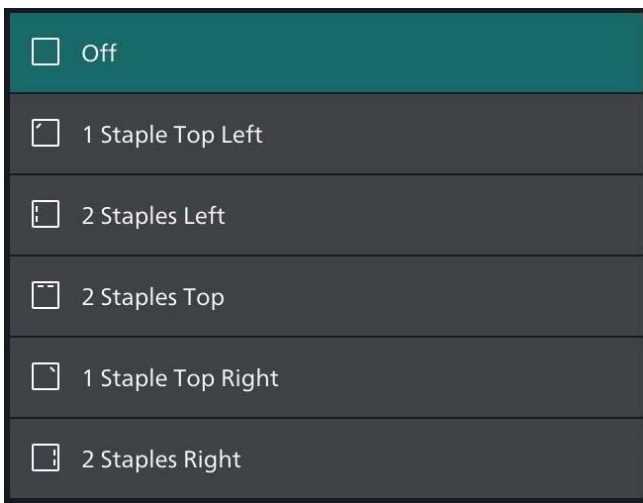 Off
1 Staple Top Left
2 Staples Left
2 Staples Top
1 Staple Top Right
2 Staples Right